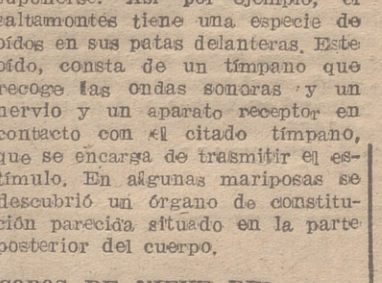 saltamontes tiene una especie de
oídos en sus patas delanteras. Este
oído, consta de un tímpano que
recoge las ondas sonoras y un
nervio y un aparato receptor en
contacto con el citado tímpano,
que se encarga de trasmitir el es-
tímulo. En algunas mariposas se
descubrió un órgano de constitu-
ción parecida situado en la parte
posterior del cuerpo.